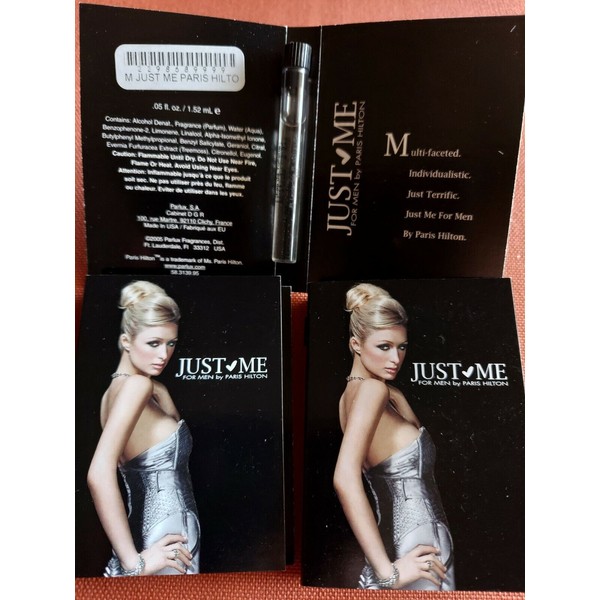 2298689999
M JUST ME PARIS HILTO
.05 fl. oz. / 1.52 mL ℮
Contains: Alcohol Denat., Fragrance (Parfum), Water (Aqua),
Benzophenone-2, Limonene, Linalool, Alpha-Isomethyl Ionone,
Butylphenyl Methylpropional, Benzyl Salicylate, Geraniol, Citral,
Evernia Furfuracea Extract (Treemoss), Citronellol, Eugenol.
Caution: Flammable Until Dry. Do Not Use Near Fire,
Flame Or Heat. Avoid Using Near Eyes.
Attention: Inflammable jusqu'à ce que le produit
soit sec. Ne pas utiliser près du feu, flamme
ou chaleur. Eviter de utiliser dans les yeux.
Parlux, S.A.
Cabinet D G R
100, rue Martre, 92110 Clichy, France
Made in USA / Fabriqué aux EU
©2005 Parlux Fragrances, Dist.
Ft. Lauderdale, Fl 33312 USA
Paris Hilton™ is a trademark of Ms. Paris Hilton.
www.parlux.com
58.3139.95
JUST ME
FOR MEN by PARIS HILTON
Multi-faceted.
Individualistic.
Just Terrific.
Just Me For Men
By Paris Hilton.
JUST ME
FOR MEN by PARIS HILTON
JUST ME
FOR MEN by PARIS HILTON